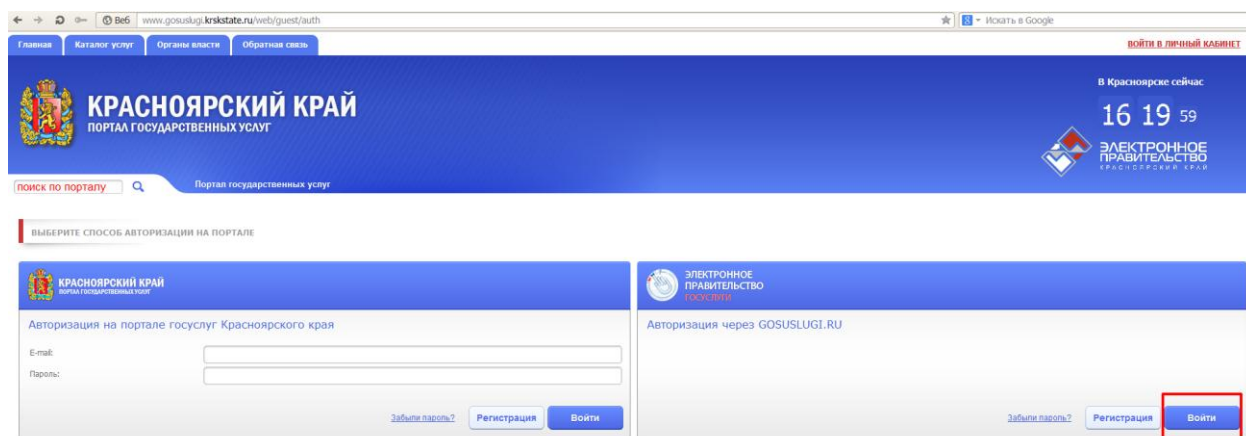 Веб www.gosuslugi.krskstate.ru/web/guest/auth Искать в Google
Главная Каталог услуг Органы власти Обратная связь ВОЙТИ В ЛИЧНЫЙ КАБИНЕТ
В Красноярске сейчас
КРАСНОЯРСКИЙ КРАЙ
ПОРТАЛ ГОСУДАРСТВЕННЫХ УСЛУГ
16 19 59
ЭЛЕКТРОННОЕ
ПРАВИТЕЛЬСТВО
КРАСНОЯРСКИЙ КРАЙ
поиск по порталу Портал государственных услуг
ВЫБЕРИТЕ СПОСОБ АВТОРИЗАЦИИ НА ПОРТАЛЕ
КРАСНОЯРСКИЙ КРАЙ
ПОРТАЛ ГОСУДАРСТВЕННЫХ УСЛУГ
ЭЛЕКТРОННОЕ
ПРАВИТЕЛЬСТВО
ГОСУСЛУГИ
Авторизация на портале госуслуг Красноярского края
E-mail:
Пароль:
Забыли пароль? Регистрация Войти
Авторизация через GOSUSLUGI.RU
Забыли пароль? Регистрация Войти